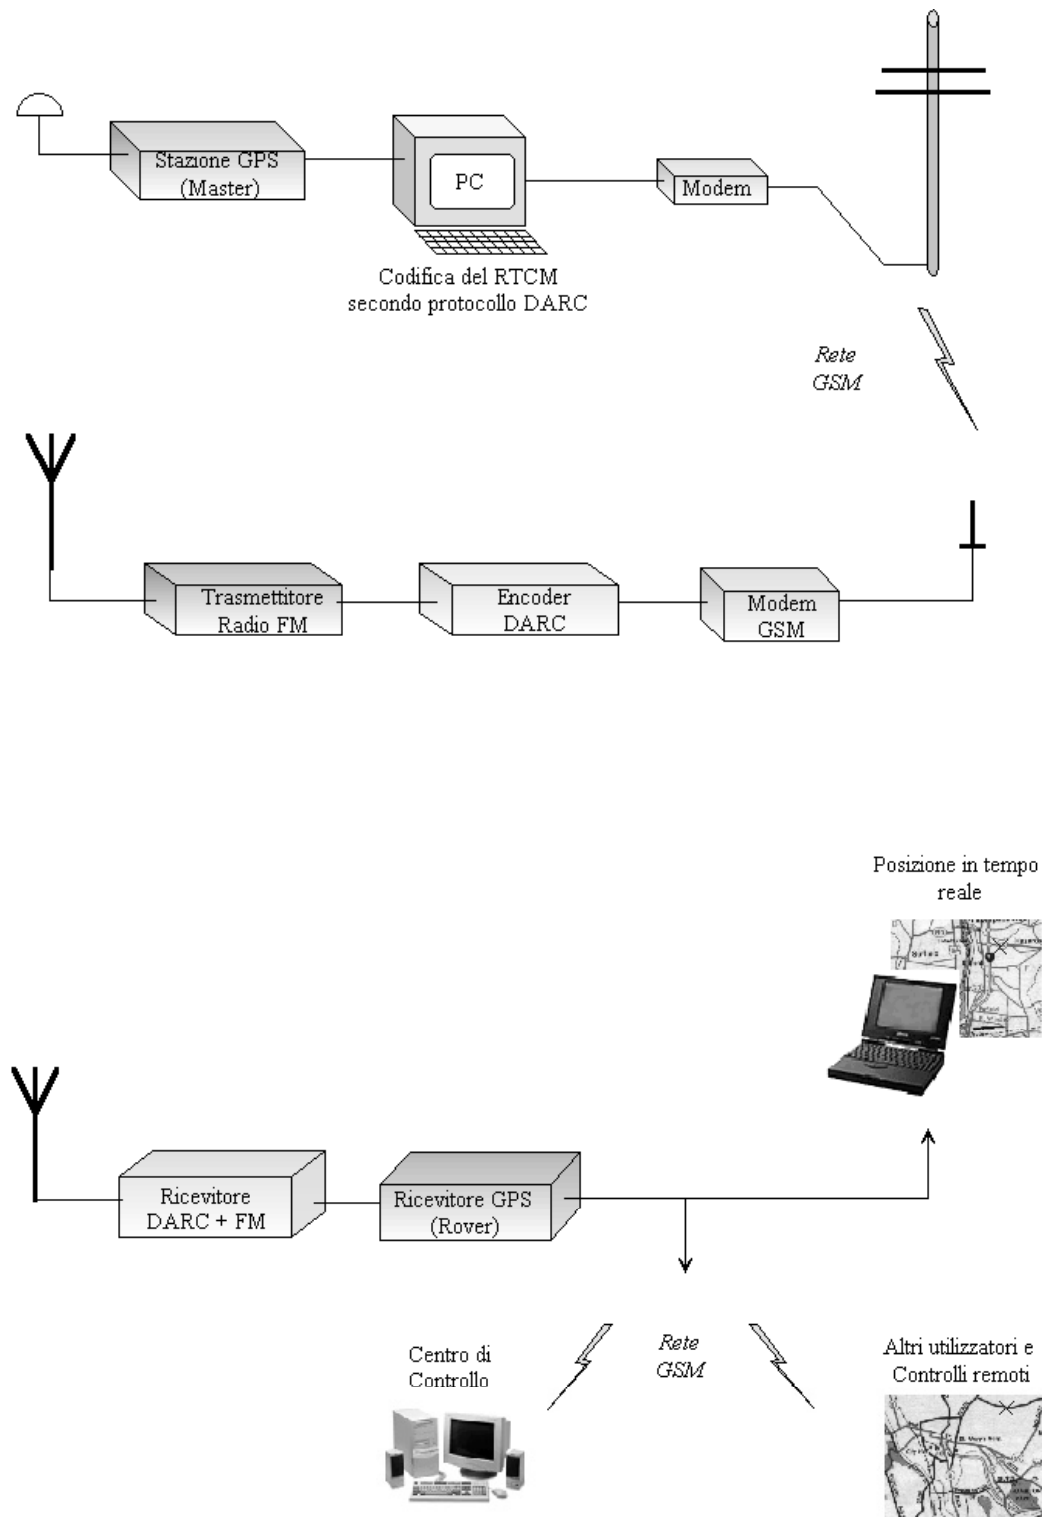 Stazione GPS
(Master)
PC
Modem
Codifica del RTCM
secondo protocollo DARC
Rete
GSM
Trasmettitore
Radio FM
Encoder
DARC
Modem
GSM
Posizione in tempo
reale
Ricevitore
DARC + FM
Ricevitore GPS
(Rover)
Rete
GSM
Centro di
Controllo
Altri utilizzatori e
Controlli remoti